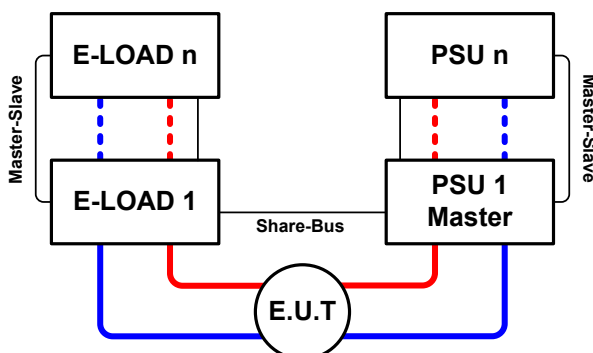 E-LOAD n
PSU n
Master-Slave
Master-Slave
E-LOAD 1
PSU 1
Master
Share-Bus
E.U.T